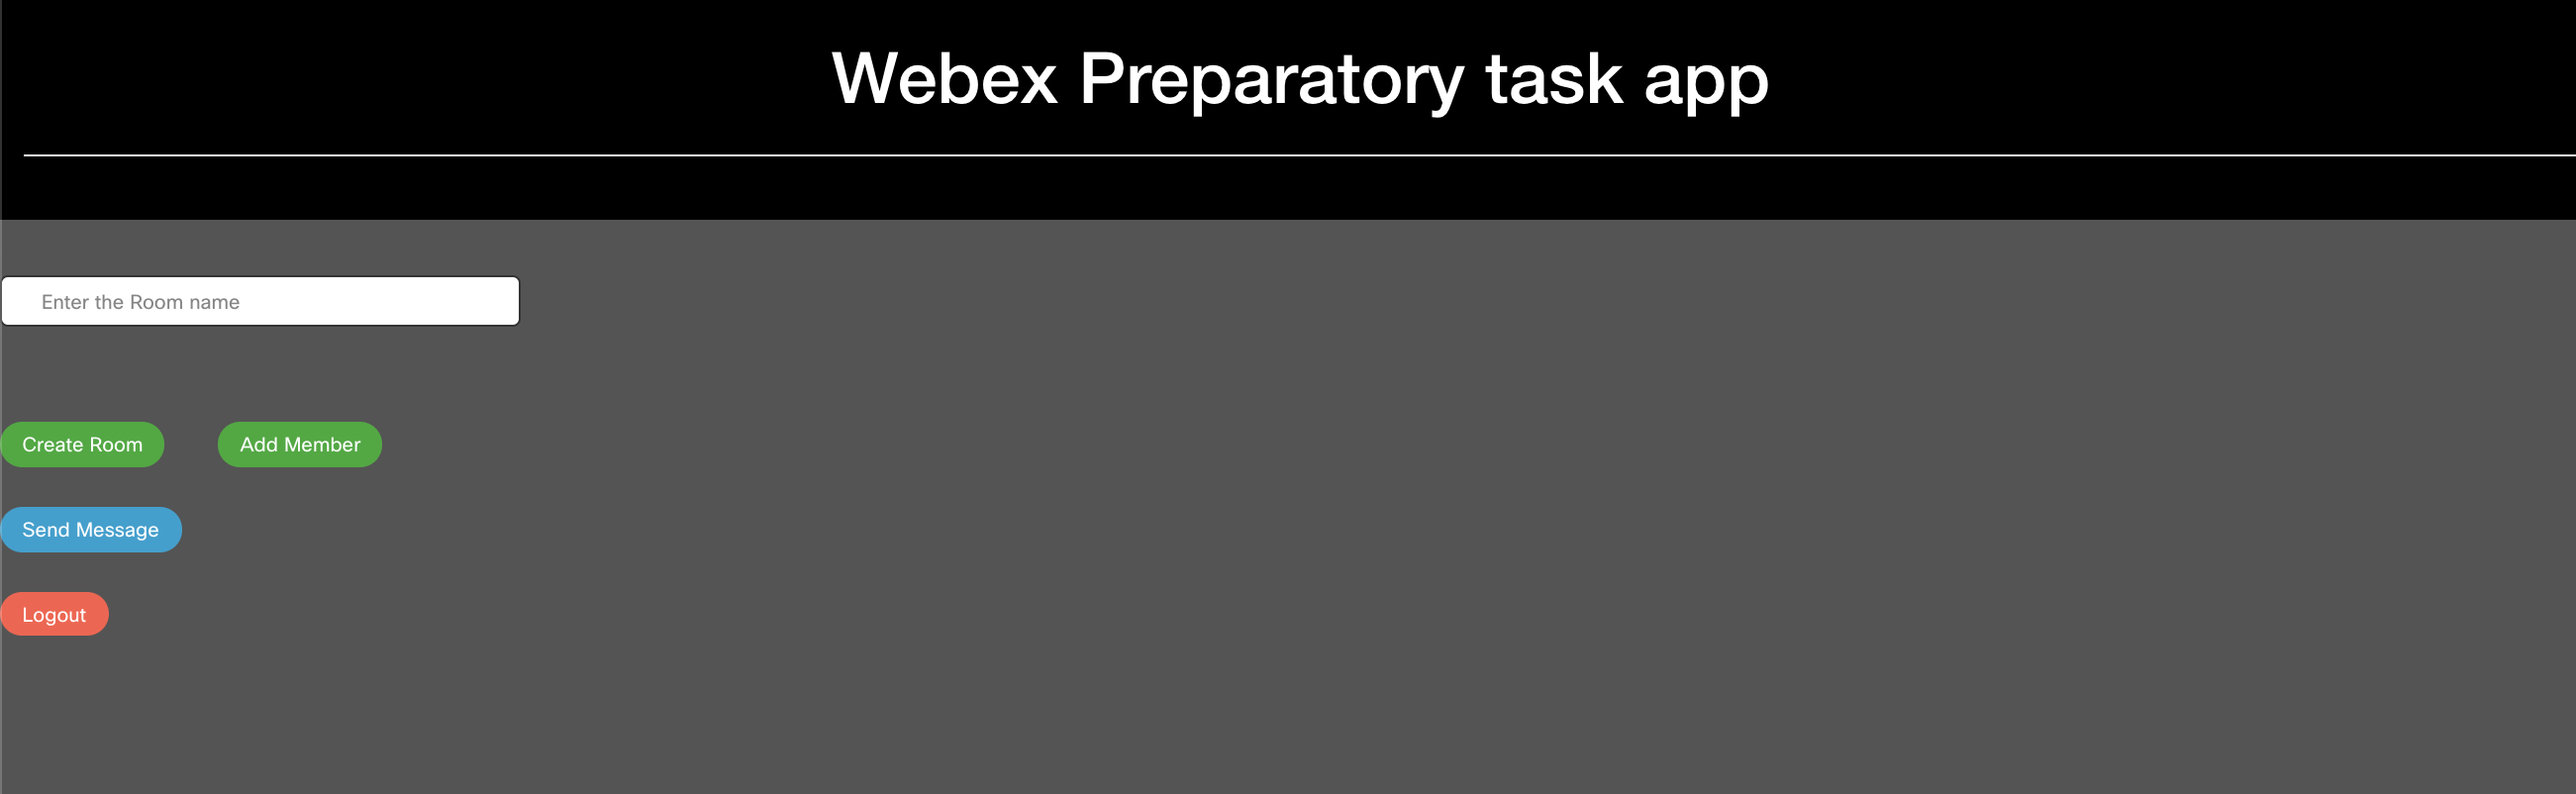 Webex Preparatory task app
Enter the Room name
Create Room Add Member
Send Message
Logout